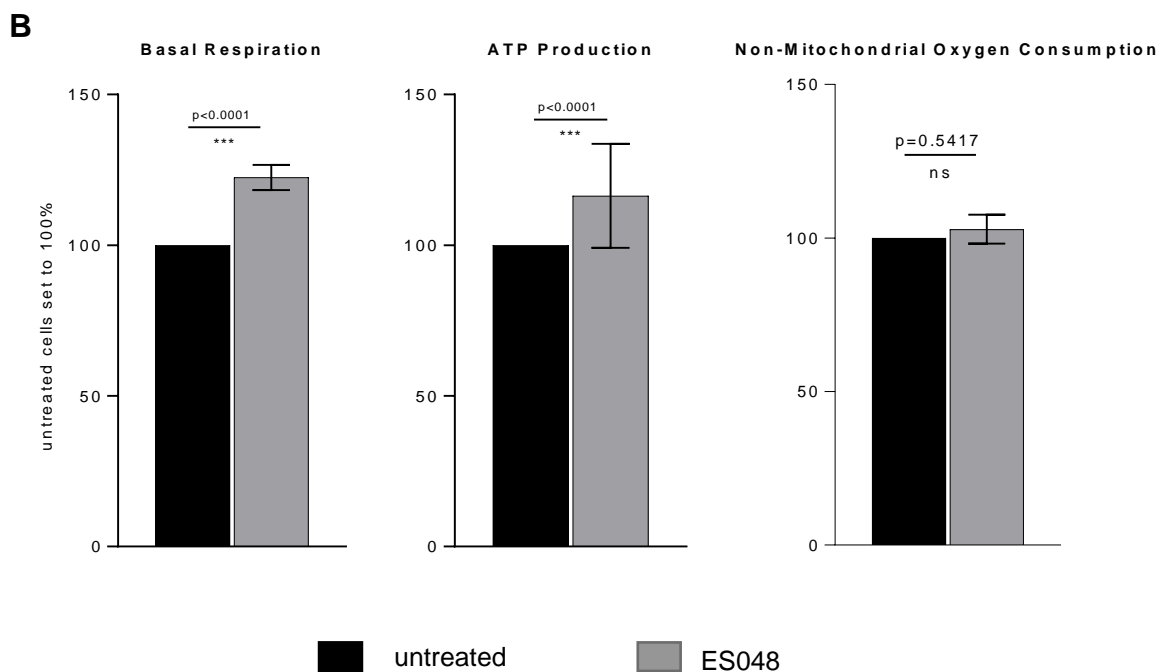 B
Basal Respiration
ATP Production
Non-Mitochondrial Oxygen Consumption
untreated cells set to 100%
150
100
50
0
p<0.0001
***
150
100
50
0
p<0.0001
***
150
100
50
0
p=0.5417
ns
untreated
ES048